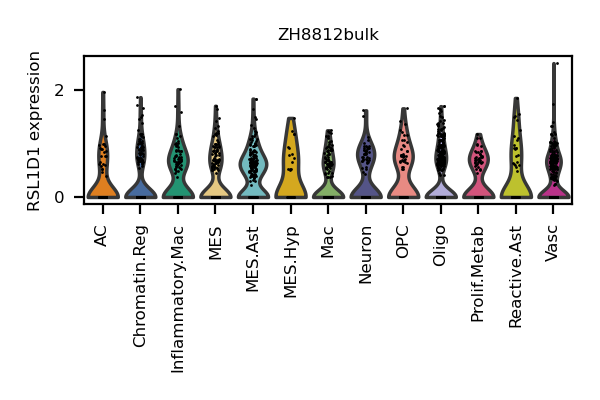 ZH8812bulk
RSL1D1 expression
2
0
AC
Chromatin.Reg
Inflammatory.Mac
MES
MES.Ast
MES.Hyp
Mac
Neuron
OPC
Oligo
Prolif.Metab
Reactive.Ast
Vasc